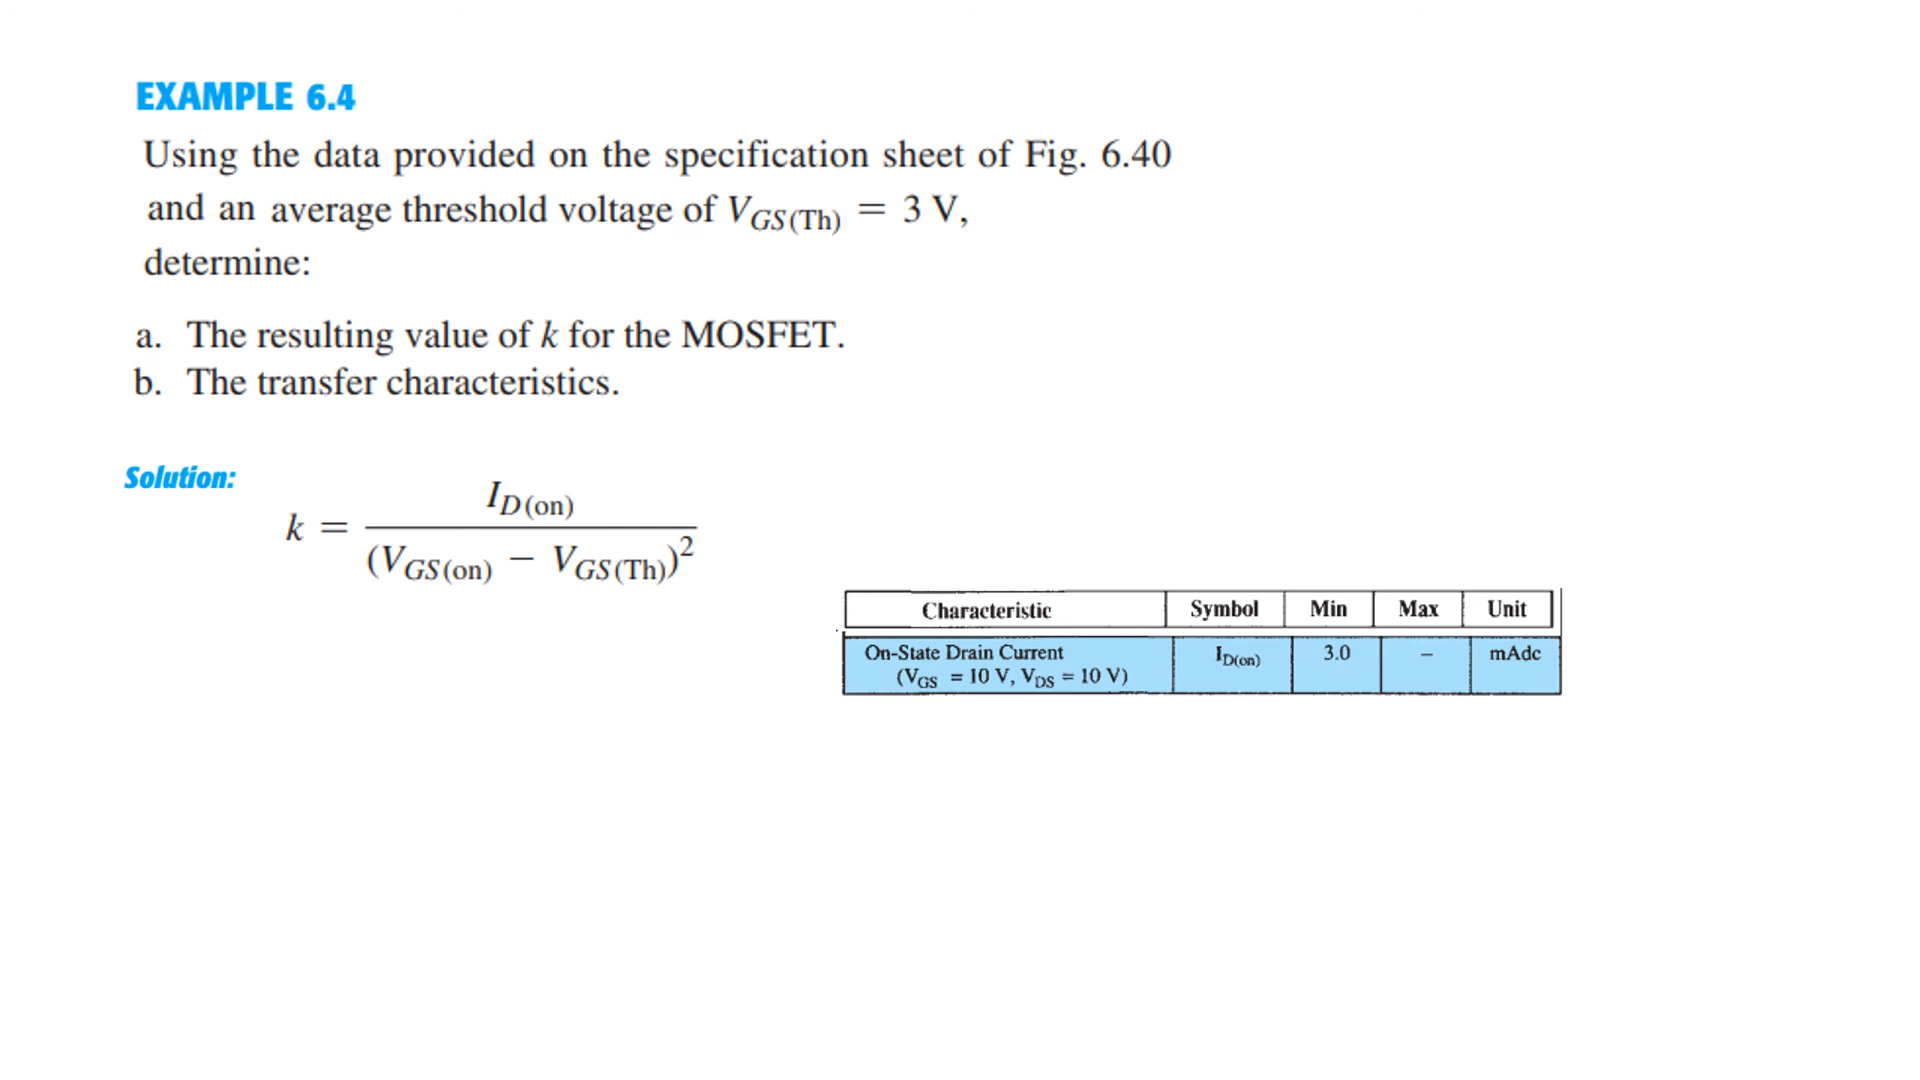 EXAMPLE 6.4
Using the data provided on the specification sheet of Fig. 6.40
and an average threshold voltage of V_GS(Th) = 3 V,
determine:
a. The resulting value of k for the MOSFET.
b. The transfer characteristics.
Solution:
k = I_D(on) / (V_GS(on) − V_GS(Th))²
Characteristic Symbol Min Max Unit
On-State Drain Current I_D(on) 3.0 – mAdc
(V_GS = 10 V, V_DS = 10 V)